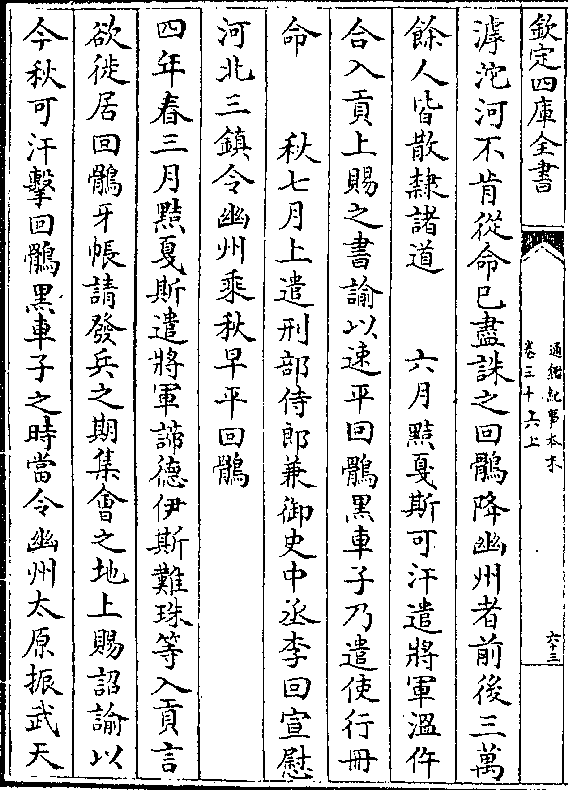 欽定四庫全書
通鑑紀事本末
卷三十六上
六十三
滹沱河不肯從命已盡誅之回鶻降幽州者前後三萬
餘人皆散隸諸道　六月黠戛斯可汗遣將軍溫仵
合入貢上賜之書諭以速平回鶻黑車子乃遣使行冊
命　秋七月上遣刑部侍郎兼御史中丞李回宣慰
河北三鎮令幽州乘秋早平回鶻
四年春三月黠戛斯遣將軍諦德伊斯難珠等入貢言
欲徙居回鶻牙帳請發兵之期集會之地上賜詔諭以
今秋可汗擊回鶻黑車子之時當令幽州太原振武天